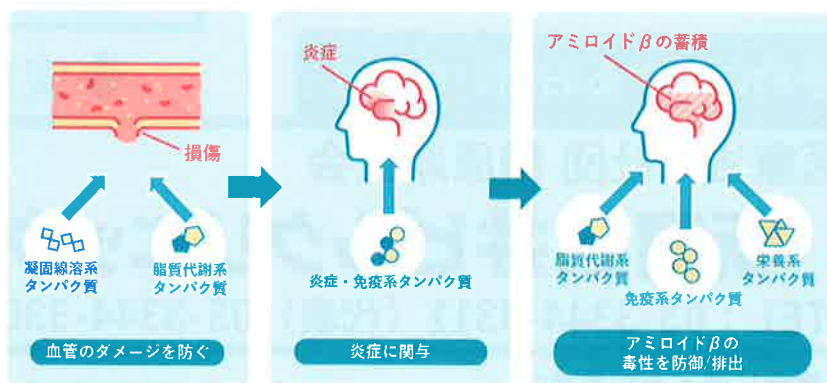 損傷
凝固線溶系
タンパク質
脂質代謝系
タンパク質
血管のダメージを防ぐ
炎症
炎症・免疫系タンパク質
炎症に関与
アミロイドβの蓄積
脂質代謝系
タンパク質
免疫系タンパク質
栄養系
タンパク質
アミロイドβの
毒性を防御/排出